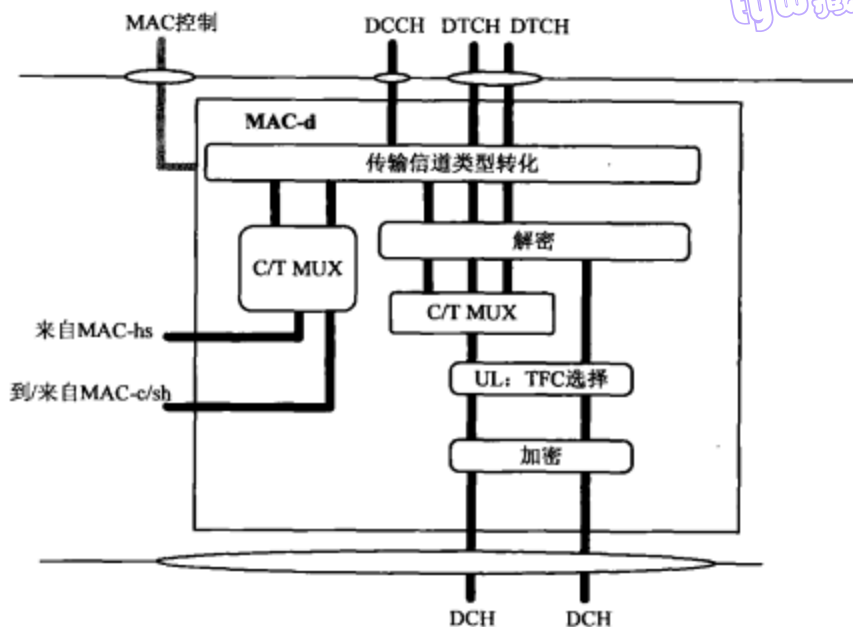 MAC控制
DCCH DTCH DTCH
MAC-d
传输信道类型转化
解密
C/T MUX
C/T MUX
来自MAC-hs
UL：TFC选择
到/来自MAC-c/sh
加密
DCH
DCH